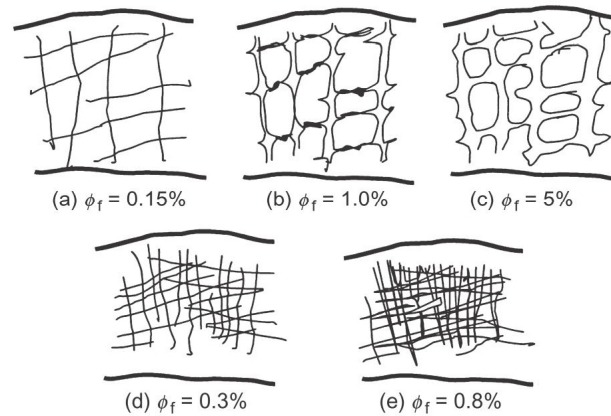 (a) ϕf = 0.15%
(b) ϕf = 1.0%
(c) ϕf = 5%
(d) ϕf = 0.3%
(e) ϕf = 0.8%